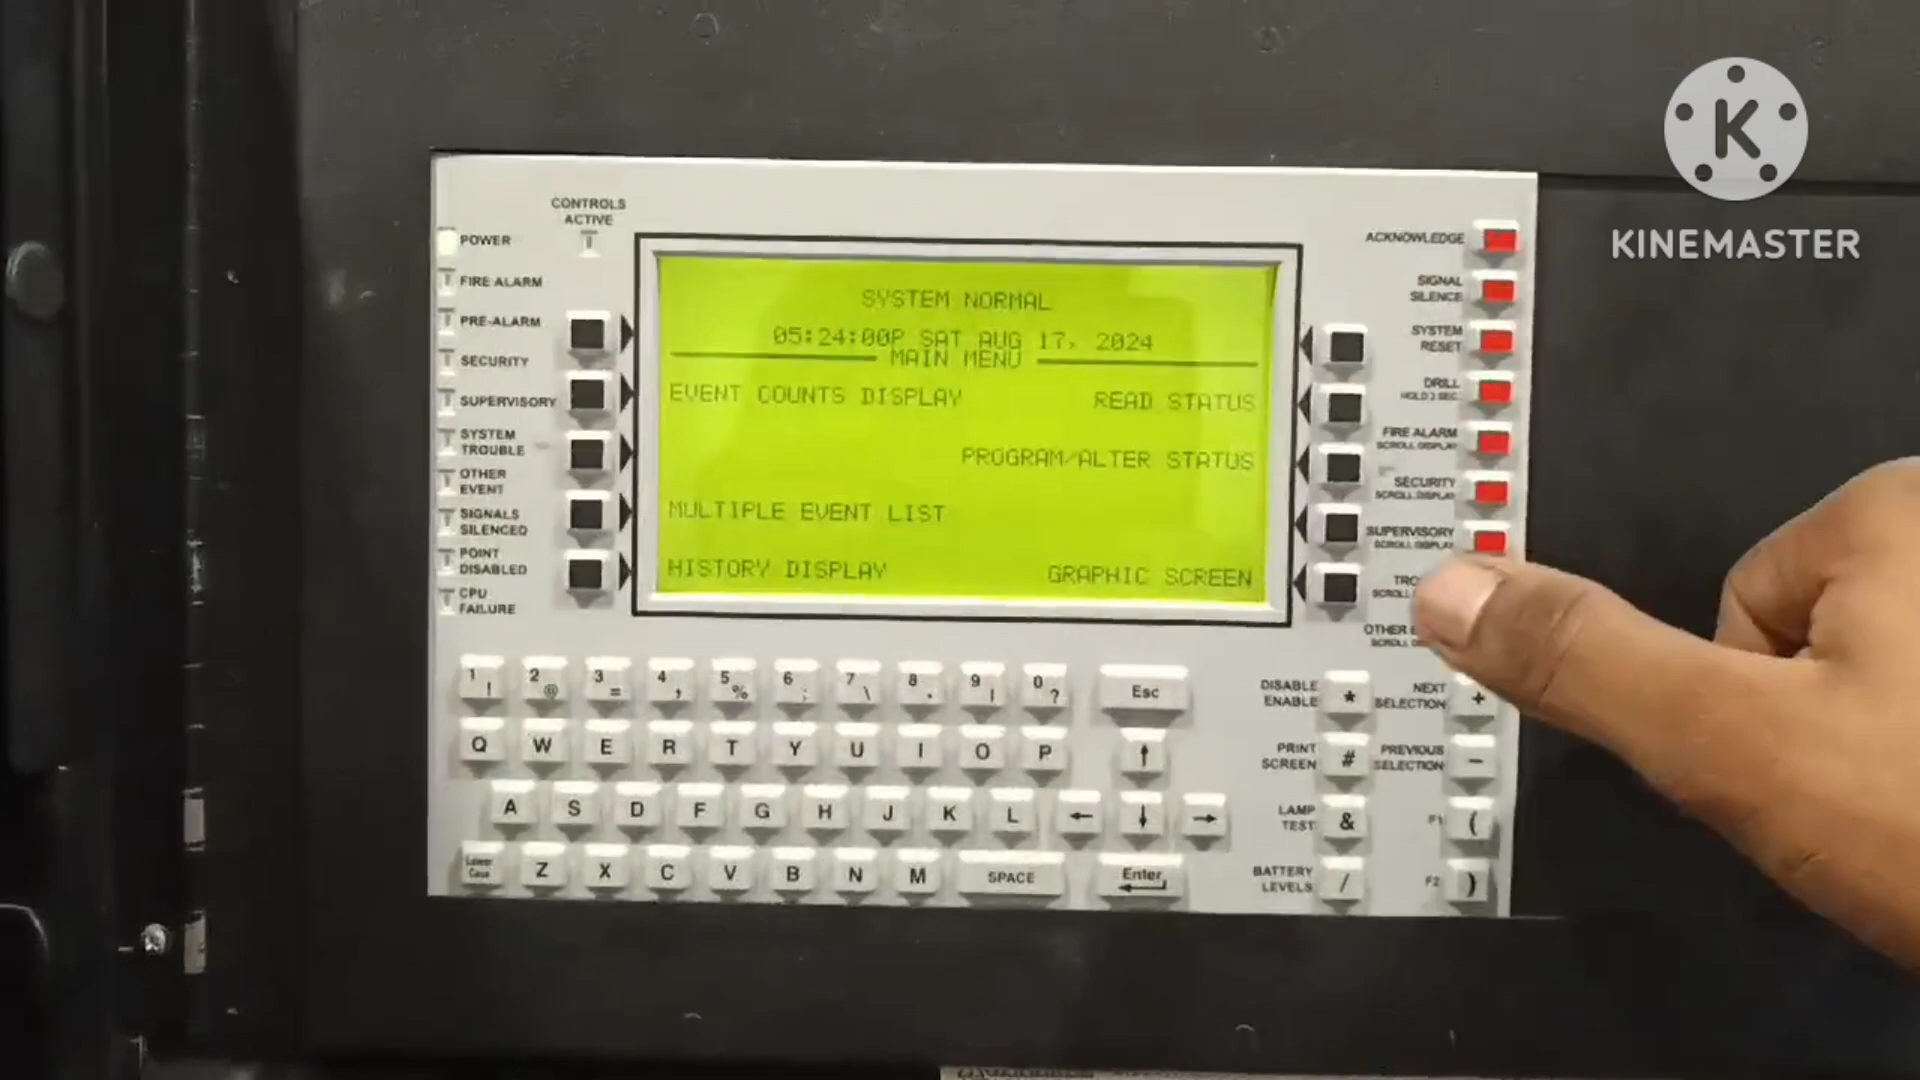 K
KINEMASTER
CONTROLS
ACTIVE
POWER
FIRE ALARM
PRE-ALARM
SECURITY
SUPERVISORY
SYSTEM
TROUBLE
OTHER
EVENT
SIGNALS
SILENCED
POINT
DISABLED
CPU
FAILURE
SYSTEM NORMAL
05:24:00P SAT AUG 17, 2024
MAIN MENU
EVENT COUNTS DISPLAY READ STATUS
PROGRAM/ALTER STATUS
MULTIPLE EVENT LIST
HISTORY DISPLAY GRAPHIC SCREEN
ACKNOWLEDGE
SIGNAL
SILENCE
SYSTEM
RESET
DRILL
HOLD 2 SEC.
FIRE ALARM
SCROLL DISPLAY
SECURITY
SCROLL DISPLAY
SUPERVISORY
SCROLL DISPLAY
OTHER
1 ! 2 @ 3 = 4 , 5 % 6 ; 7 \ 8 . 9 0 ? Esc
Q W E R T Y U I O P ↑
A S D F G H J K L ← ↓ →
Lower
Case
Z X C V B N M SPACE Enter
DISABLE
ENABLE
*
NEXT
SELECTION
+
PRINT
SCREEN
#
PREVIOUS
SELECTION
−
LAMP
TEST
&
F1
(
BATTERY
LEVELS
/
F2
)